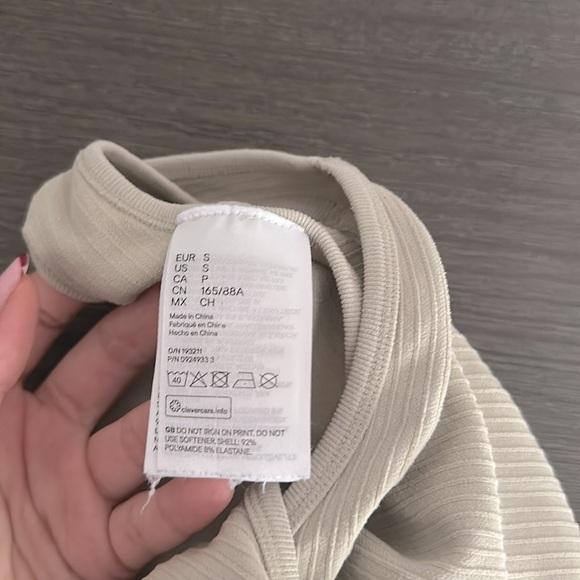 EUR S
US S
CA P
CN 165/88A
MX CH
Made in China
Fabriqué en Chine
Hecho en China
O/N 193211
P/N 0924933 3
40
clevercare.info
GB DO NOT IRON ON PRINT, DO NOT
USE SOFTENER, SHELL: 92%
POLYAMIDE 8% ELASTANE.